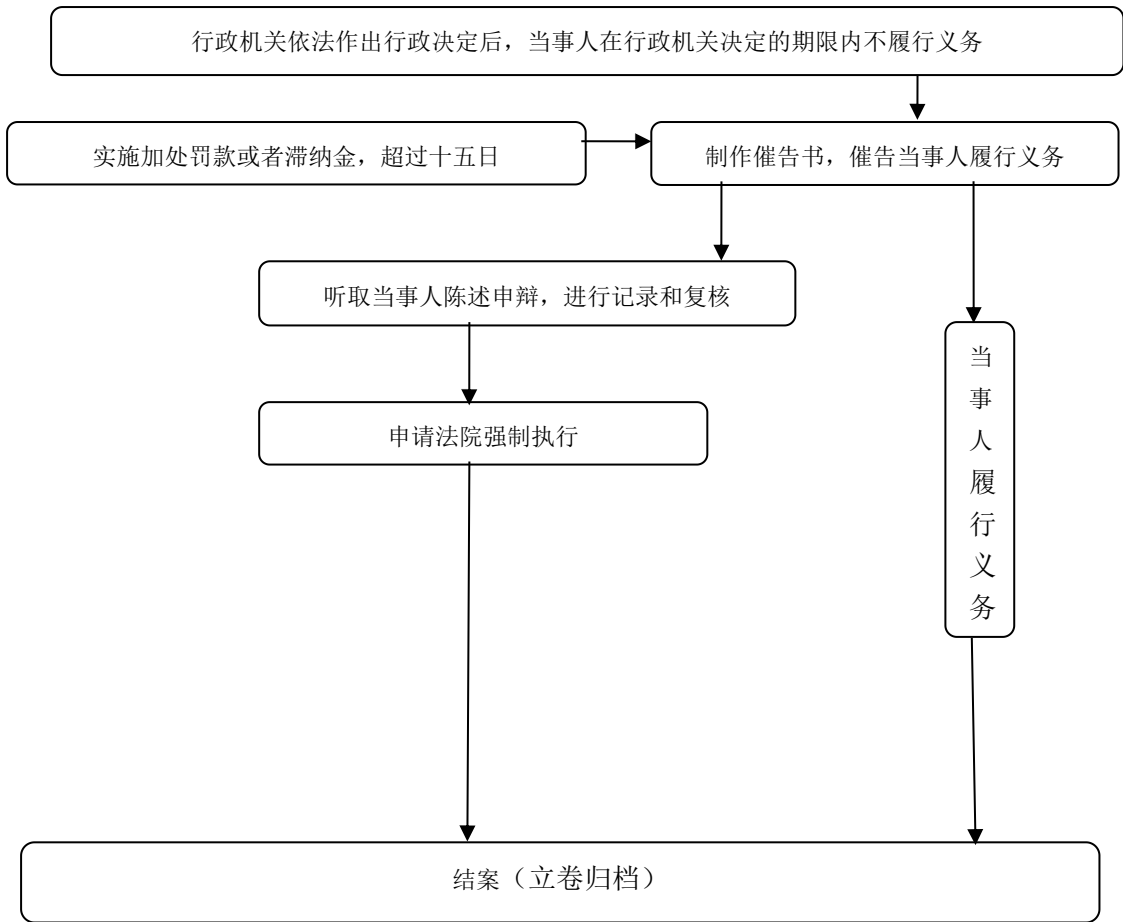 行政机关依法作出行政决定后，当事人在行政机关决定的期限内不履行义务
实施加处罚款或者滞纳金，超过十五日
制作催告书，催告当事人履行义务
听取当事人陈述申辩，进行记录和复核
当事人履行义务
申请法院强制执行
结案（立卷归档）